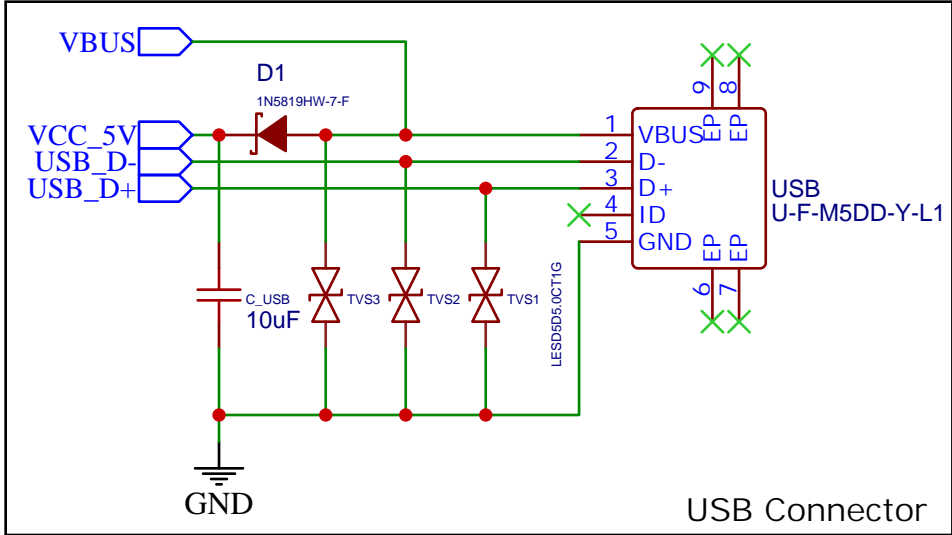 VBUS
D1
1N5819HW-7-F
VCC_5V
USB_D-
USB_D+
9
8
EP
EP
1
VBUS
2
D-
3
D+
4
ID
5
GND
USB
U-F-M5DD-Y-L1
EP
EP
6
7
C_USB
10uF
TVS3
TVS2
TVS1
LESD5D5.0CT1G
GND
USB Connector